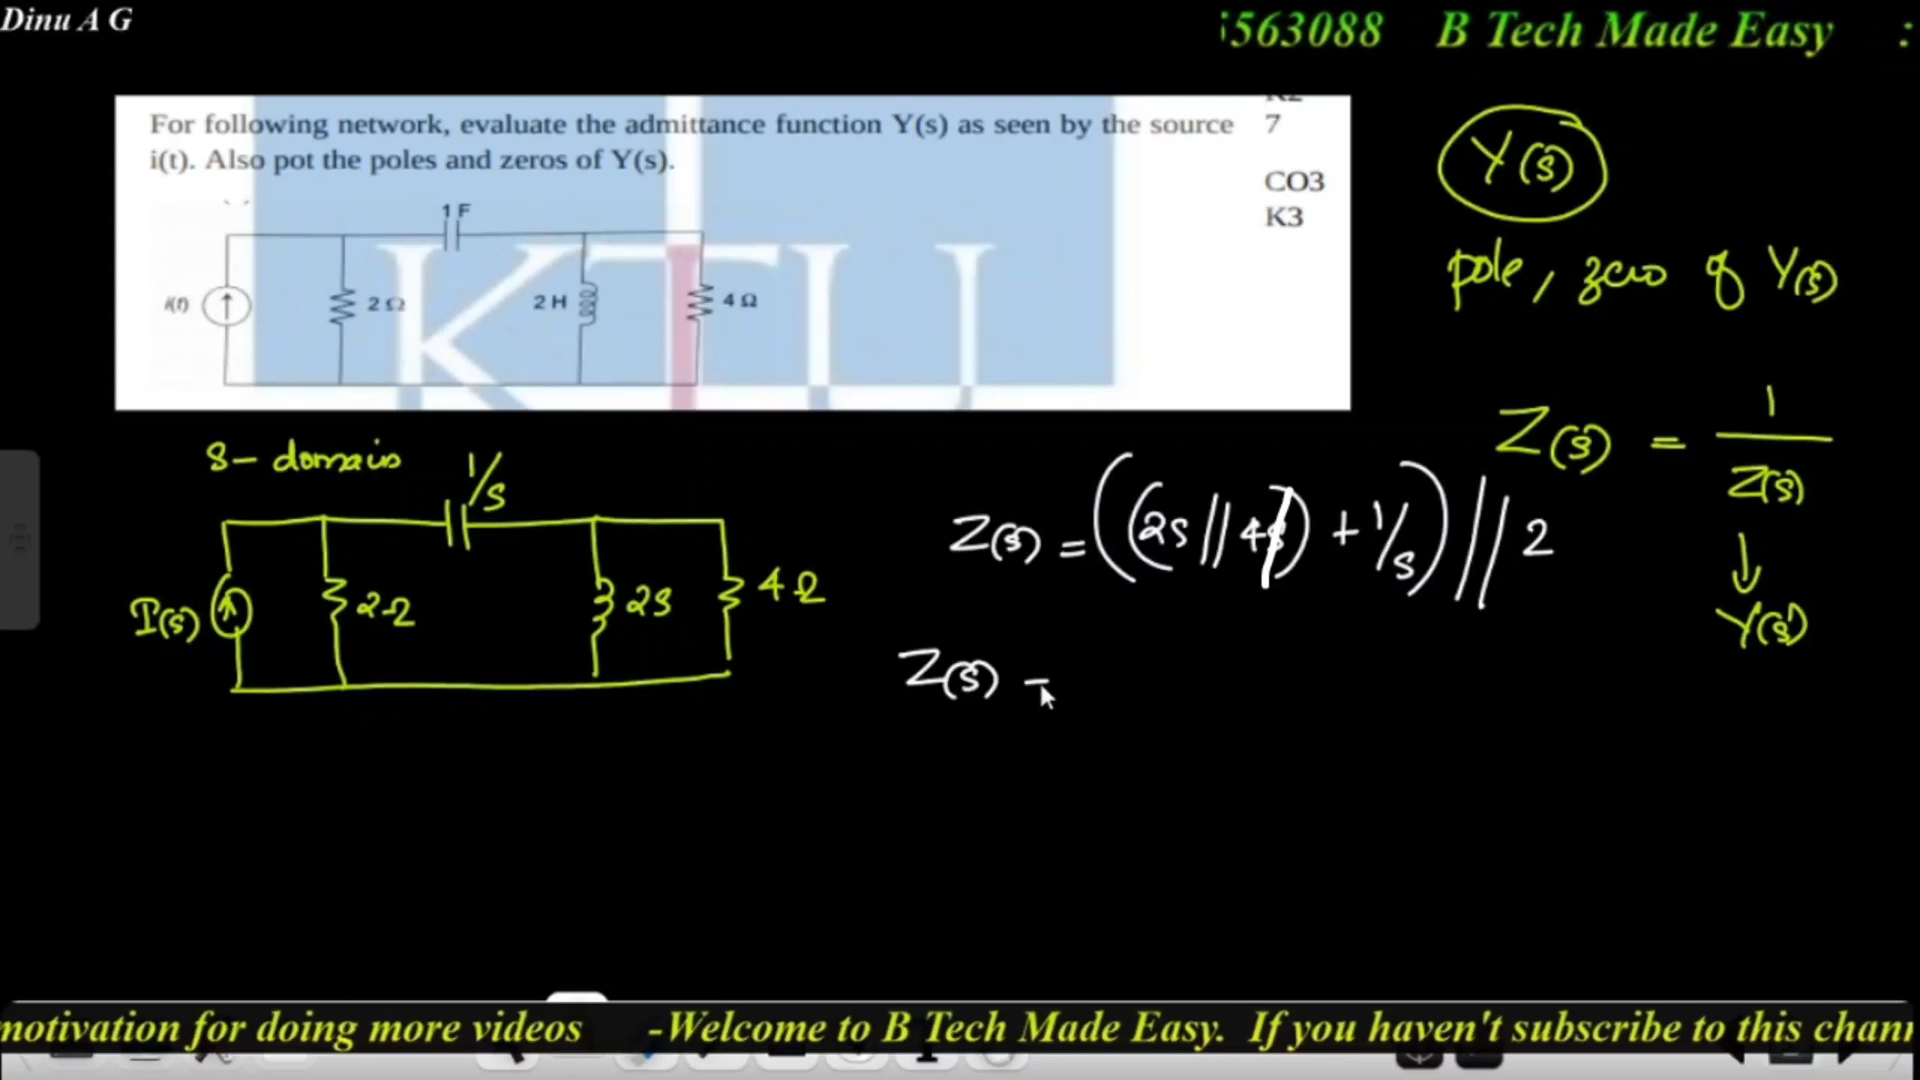 Dinu A G
563088 B Tech Made Easy :
For following network, evaluate the admittance function Y(s) as seen by the source 7
i(t). Also pot the poles and zeros of Y(s).
CO3
K3
1 F
i(t)
2 Ω
2 H
4 Ω
KTU
Y(s)
pole, zero of Y(s)
Z(s) = 1/Z(s)
↓
Y(s)
S-domain
1/s
I(s)
2Ω
2s
4Ω
Z(s) = ((2s || 4) + 1/s) || 2
Z(s) -
motivation for doing more videos -Welcome to B Tech Made Easy. If you haven't subscribe to this chann